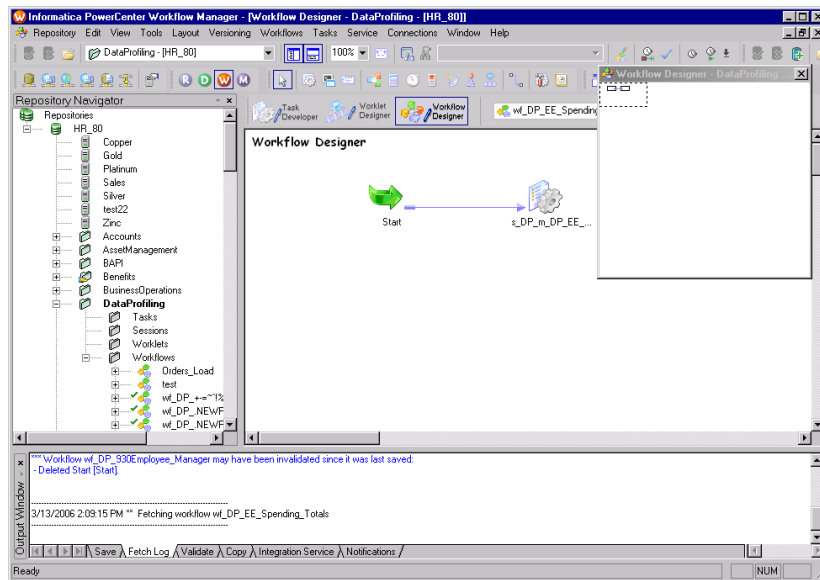 Informatica PowerCenter Workflow Manager - [Workflow Designer - DataProfiling - [HR_80]]
Repository Edit View Tools Layout Versioning Workflows Tasks Service Connections Window Help
DataProfiling - [HR_80]
100%
R D W M
Workflow Designer - DataProfiling
Repository Navigator
Task Developer
Worklet Designer
Workflow Designer
wf_DP_EE_Spending
Repositories
HR_80
Copper
Gold
Platinum
Sales
Silver
test22
Zinc
Accounts
AssetManagement
BAPI
Benefits
BusinessOperations
DataProfiling
Tasks
Sessions
Worklets
Workflows
Orders_Load
test
wf_DP_+-=~'!%
wf_DP_.NEWF
wf_DP_.NEWF
Workflow Designer
Start
s_DP_m_DP_EE_...
Output Window
*** Workflow wf_DP_930Employee_Manager may have been invalidated since it was last saved:
- Deleted Start [Start].
3/13/2006 2:09:15 PM ** Fetching workflow wf_DP_EE_Spending_Totals
Save Fetch Log Validate Copy Integration Service Notifications
Ready
NUM